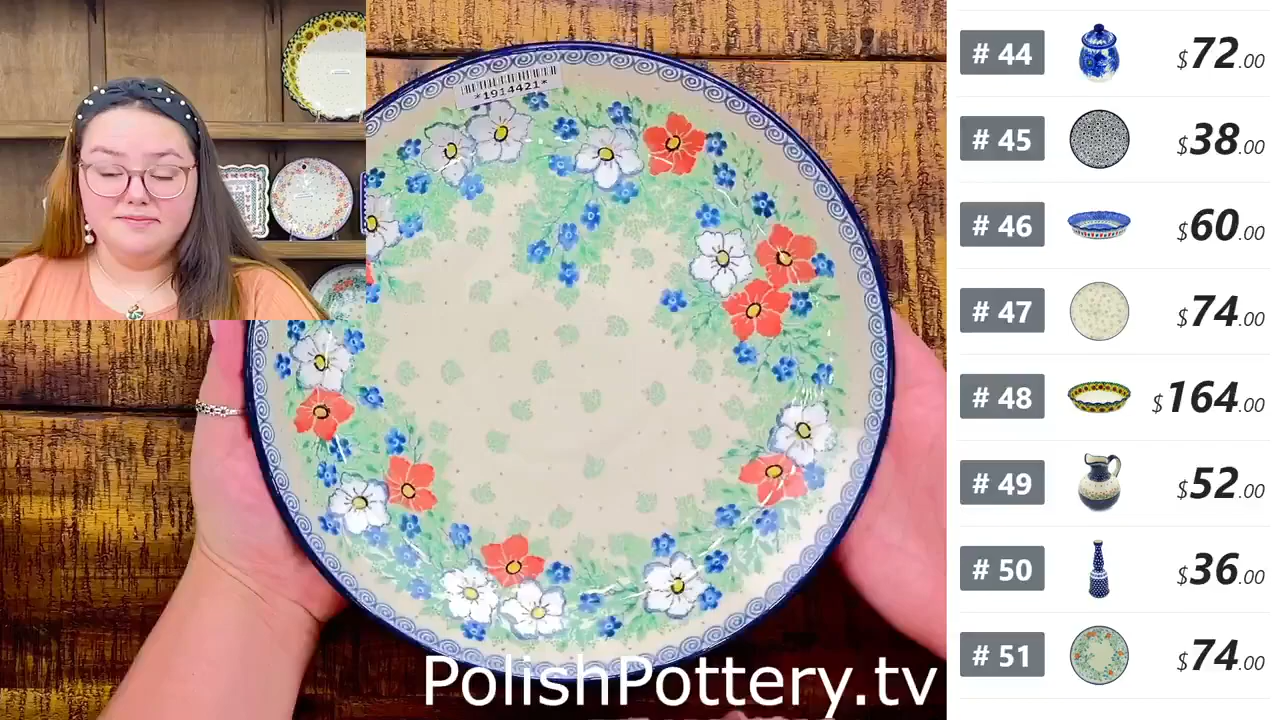 *1914421*
PolishPottery.tv
# 44 $72.00
# 45 $38.00
# 46 $60.00
# 47 $74.00
# 48 $164.00
# 49 $52.00
# 50 $36.00
# 51 $74.00